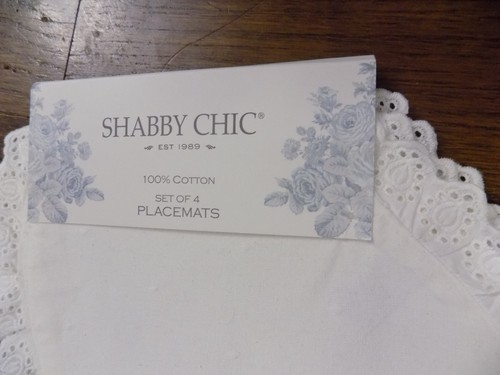 SHABBY CHIC®
EST 1989
100% COTTON
SET OF 4
PLACEMATS